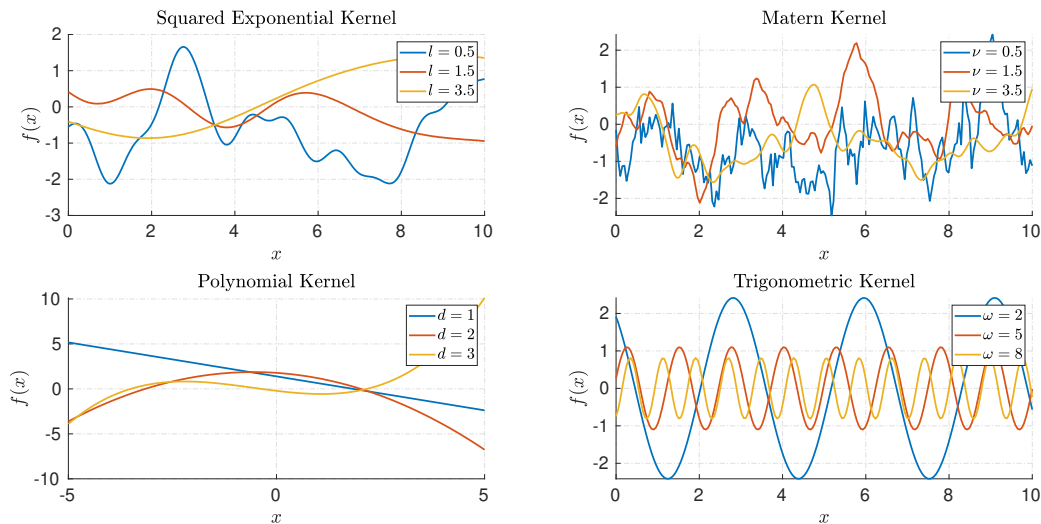 Squared Exponential Kernel
2
1
0
-1
-2
-3
f(x)
l = 0.5
l = 1.5
l = 3.5
0 2 4 6 8 10
x
Matern Kernel
2
1
0
-1
-2
f(x)
ν = 0.5
ν = 1.5
ν = 3.5
0 2 4 6 8 10
x
Polynomial Kernel
10
5
0
-5
-10
f(x)
d = 1
d = 2
d = 3
-5 0 5
x
Trigonometric Kernel
2
1
0
-1
-2
f(x)
ω = 2
ω = 5
ω = 8
0 2 4 6 8 10
x